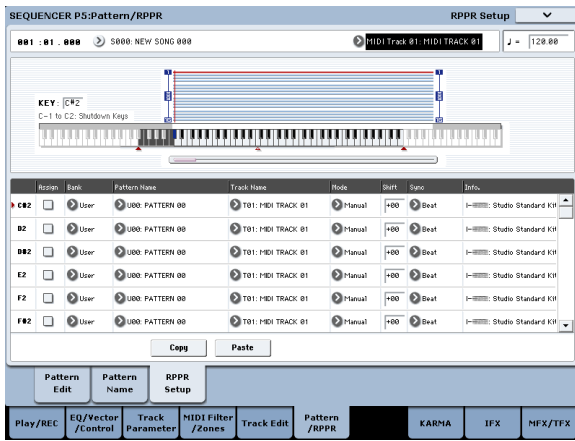 SEQUENCER P5:Pattern/RPPR RPPR Setup
001 :01 . 000 S000: NEW SONG 000 MIDI Track 01: MIDI TRACK 01 ♩ = 120.00
KEY: C#2
C-1 to C2: Shutdown Keys
Assign Bank Pattern Name Track Name Mode Shift Sync Info.
C#2 User U00: PATTERN 00 T01: MIDI TRACK 01 Manual +00 Beat : Studio Standard Kit
D2 User U00: PATTERN 00 T01: MIDI TRACK 01 Manual +00 Beat : Studio Standard Kit
D#2 User U00: PATTERN 00 T01: MIDI TRACK 01 Manual +00 Beat : Studio Standard Kit
E2 User U00: PATTERN 00 T01: MIDI TRACK 01 Manual +00 Beat : Studio Standard Kit
F2 User U00: PATTERN 00 T01: MIDI TRACK 01 Manual +00 Beat : Studio Standard Kit
F#2 User U00: PATTERN 00 T01: MIDI TRACK 01 Manual +00 Beat : Studio Standard Kit
Copy Paste
Pattern Edit Pattern Name RPPR Setup
Play/REC EQ/Vector /Control Track Parameter MIDI Filter /Zones Track Edit Pattern /RPPR KARMA IFX MFX/TFX